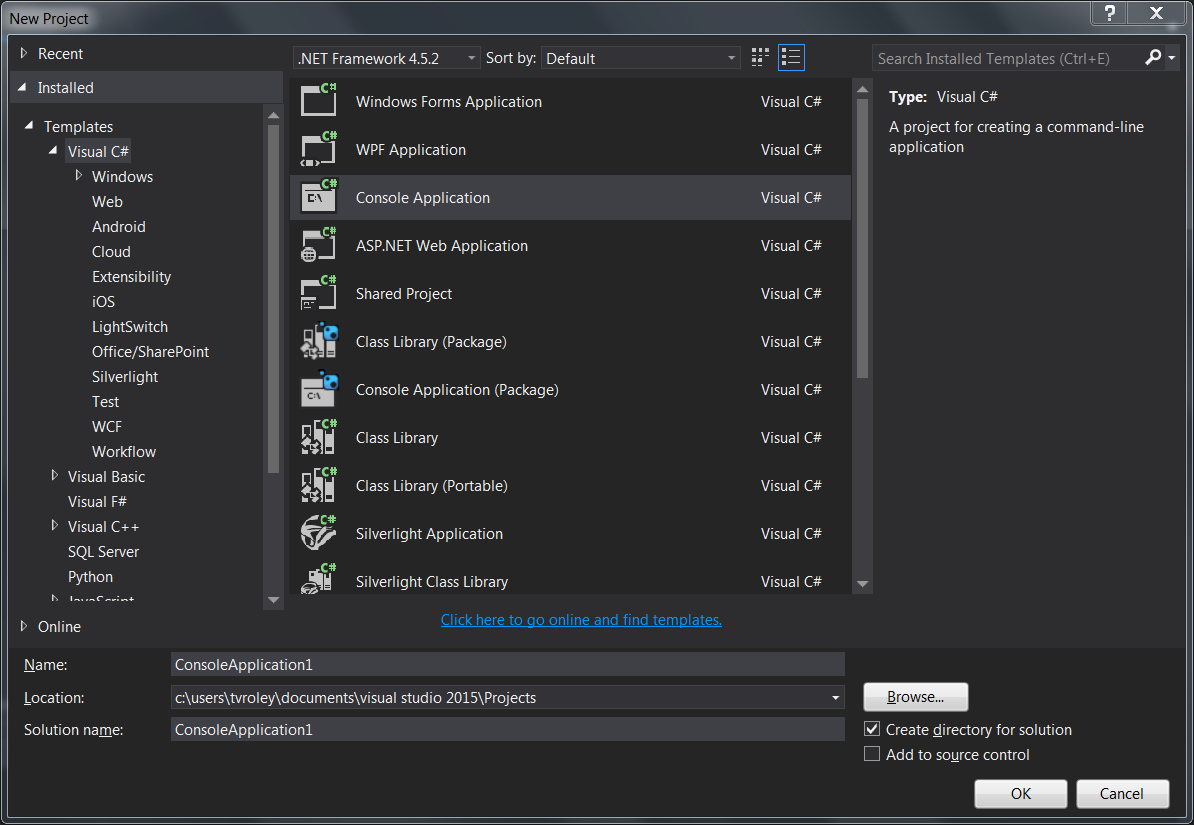 New Project
?
Recent
Installed
Templates
Visual C#
Windows
Web
Android
Cloud
Extensibility
iOS
LightSwitch
Office/SharePoint
Silverlight
Test
WCF
Workflow
Visual Basic
Visual F#
Visual C++
SQL Server
Python
JavaScript
Online
.NET Framework 4.5.2 Sort by: Default
Windows Forms Application Visual C#
WPF Application Visual C#
Console Application Visual C#
ASP.NET Web Application Visual C#
Shared Project Visual C#
Class Library (Package) Visual C#
Console Application (Package) Visual C#
Class Library Visual C#
Class Library (Portable) Visual C#
Silverlight Application Visual C#
Silverlight Class Library Visual C#
Click here to go online and find templates.
Search Installed Templates (Ctrl+E)
Type: Visual C#
A project for creating a command-line
application
Name: ConsoleApplication1
Location: c:\users\tvroley\documents\visual studio 2015\Projects Browse...
Solution name: ConsoleApplication1
Create directory for solution
Add to source control
OK Cancel